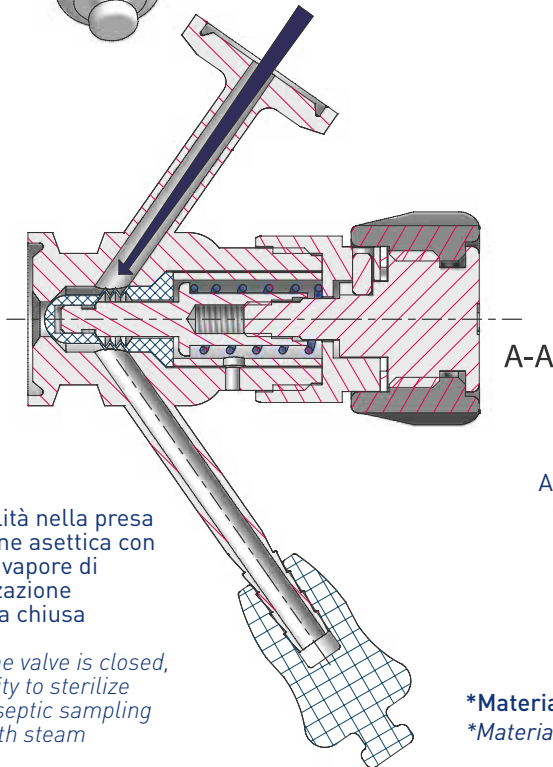 A-A
A
lità nella presa
ne asettica con
vapore di
zazione
a chiusa
ne valve is closed,
ity to sterilize
septic sampling
th steam
*Materia
*Materia